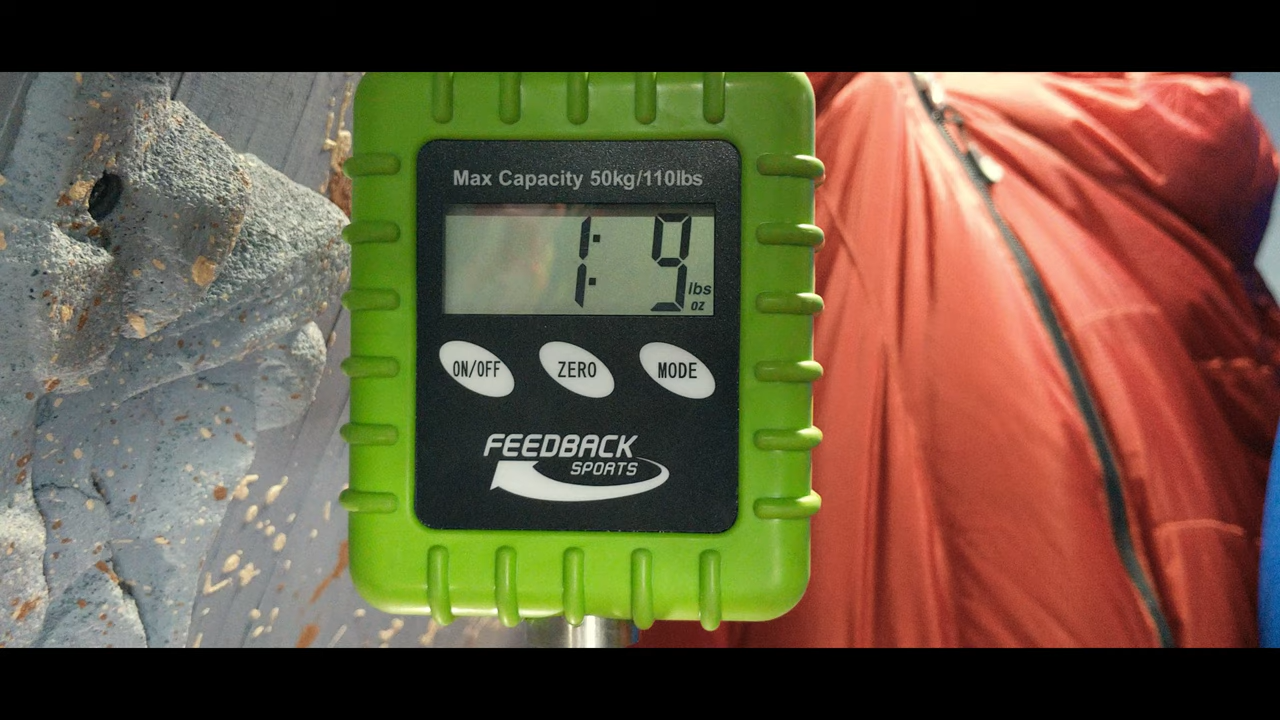 Max Capacity 50kg/110lbs
1: 9 lbs oz
ON/OFF ZERO MODE
FEEDBACK
SPORTS